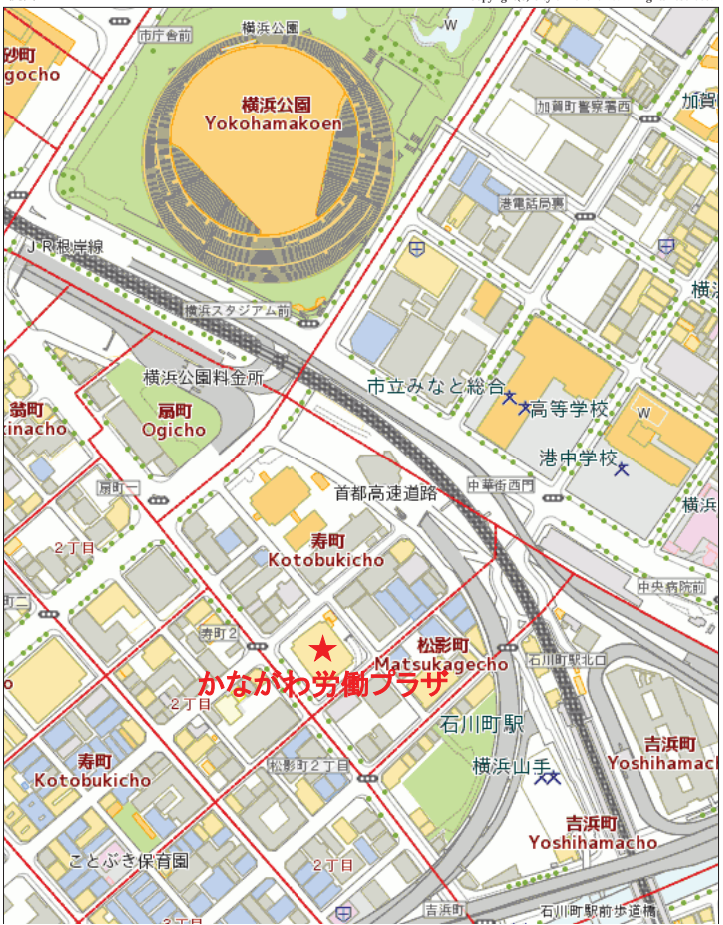 市庁舎前
横浜公園
W
砂町
gocho
横浜公園
Yokohamakoen
加賀町警察署西
加賀
港電話局裏
JR根岸線
横浜スタジアム前
横浜公園料金所
市立みなと総合
高等学校
W
翁町
kinacho
扇町
Ogicho
港中学校
扇町一
首都高速道路
中華街西門
横浜
2丁目
寿町
Kotobukicho
中央病院前
町二
寿町2
松影町
Matsukagecho
石川町駅北口
かながわ労働プラザ
2丁目
石川町駅
寿町
Kotobukicho
松影町2丁目
横浜山手
吉浜町
Yoshihamach
吉浜町
Yoshihamacho
ことぶき保育園
2丁目
吉浜町
石川町駅前歩道橋